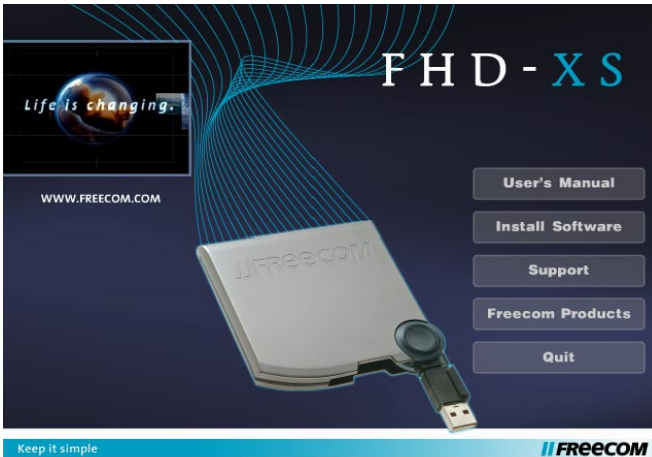 Life is changing.
WWW.FREECOM.COM
FHD-XS
User's Manual
Install Software
Support
Freecom Products
Quit
FREECOM
Keep it simple
FREECOM